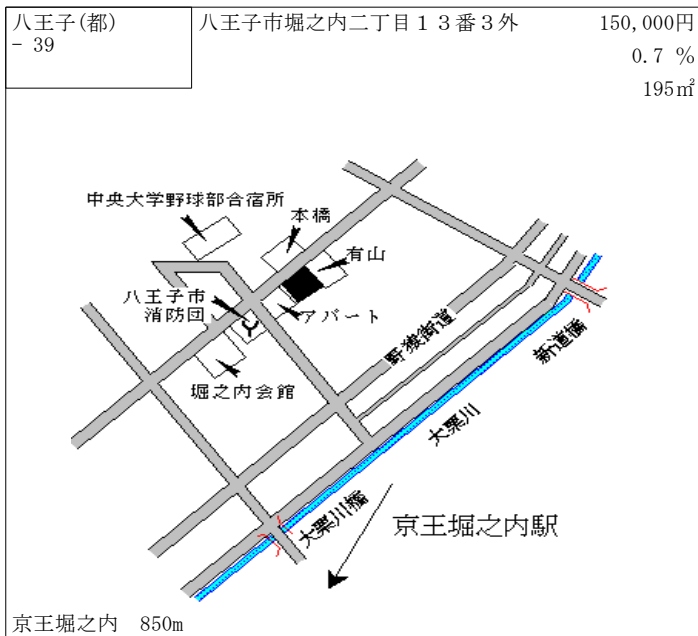 八王子(都)
- 39
八王子市堀之内二丁目１３番３外
150,000円
0.7 %
195㎡
中央大学野球部合宿所
本橋
有山
八王子市
消防団
アパート
堀之内会館
野猿街道
新道橋
大栗川
大栗川橋
京王堀之内駅
京王堀之内　850m